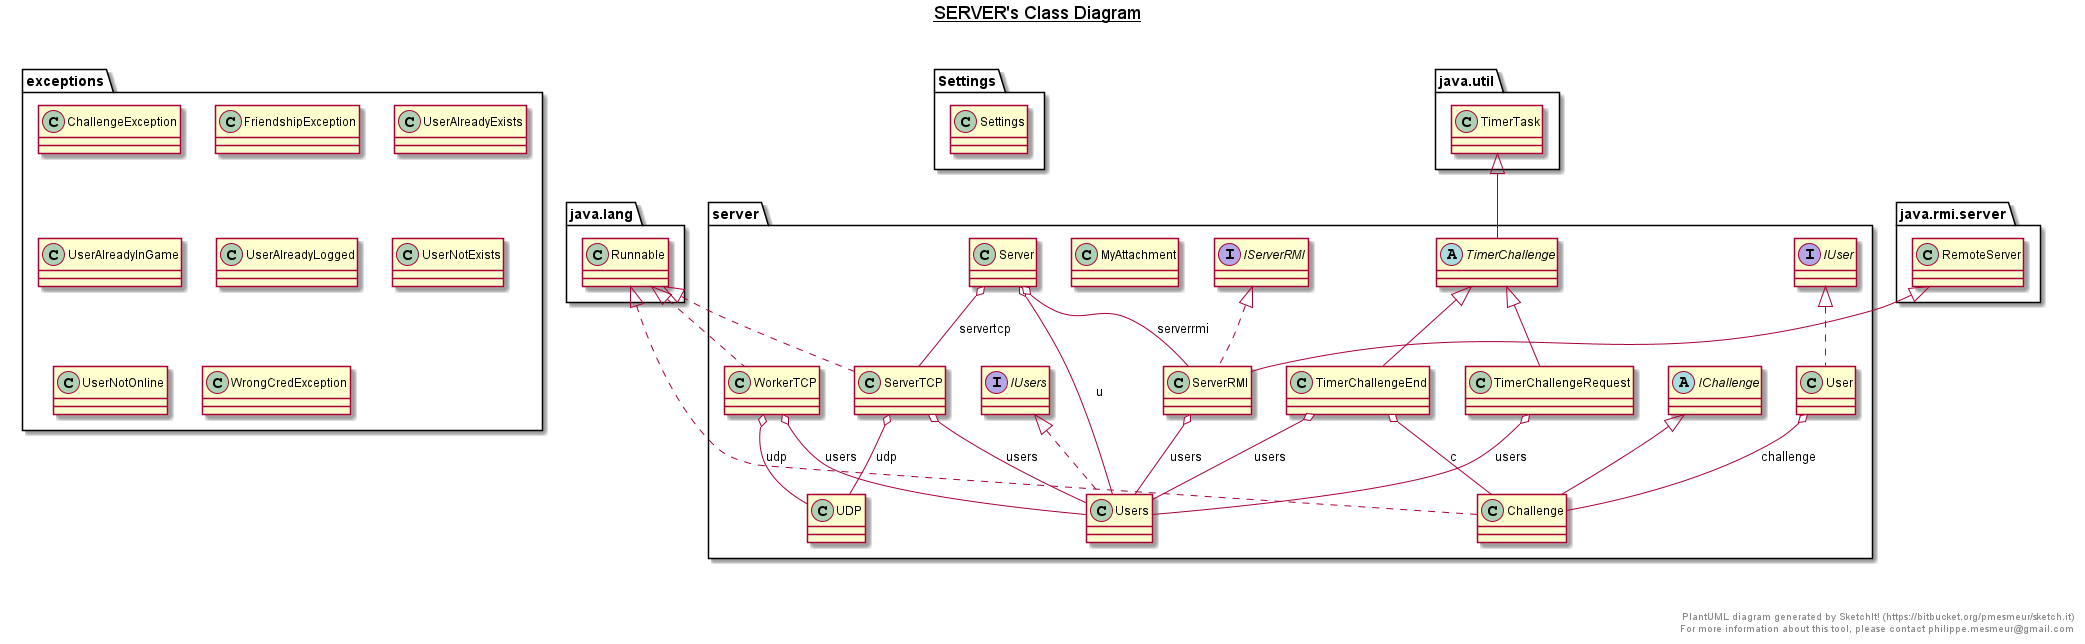 SERVER's Class Diagram
exceptions
Settings
java.util
C ChallengeException
C FriendshipException
C UserAlreadyExists
C Settings
C TimerTask
java.lang
server
java.rmi.server
C UserAlreadyInGame
C UserAlreadyLogged
C UserNotExists
C Runnable
C Server
C MyAttachment
I IServerRMI
A TimerChallenge
I IUser
C RemoteServer
servertcp
serverrmi
C UserNotOnline
C WrongCredException
C WorkerTCP
C ServerTCP
I IUsers
u
C ServerRMI
C TimerChallengeEnd
C TimerChallengeRequest
A IChallenge
C User
udp
users
udp
users
users
users
c
users
challenge
C UDP
C Users
C Challenge
PlantUML diagram generated by SketchIt! (https://bitbucket.org/pmesmeur/sketch.it)
For more information about this tool, please contact philippe.mesmeur@gmail.com